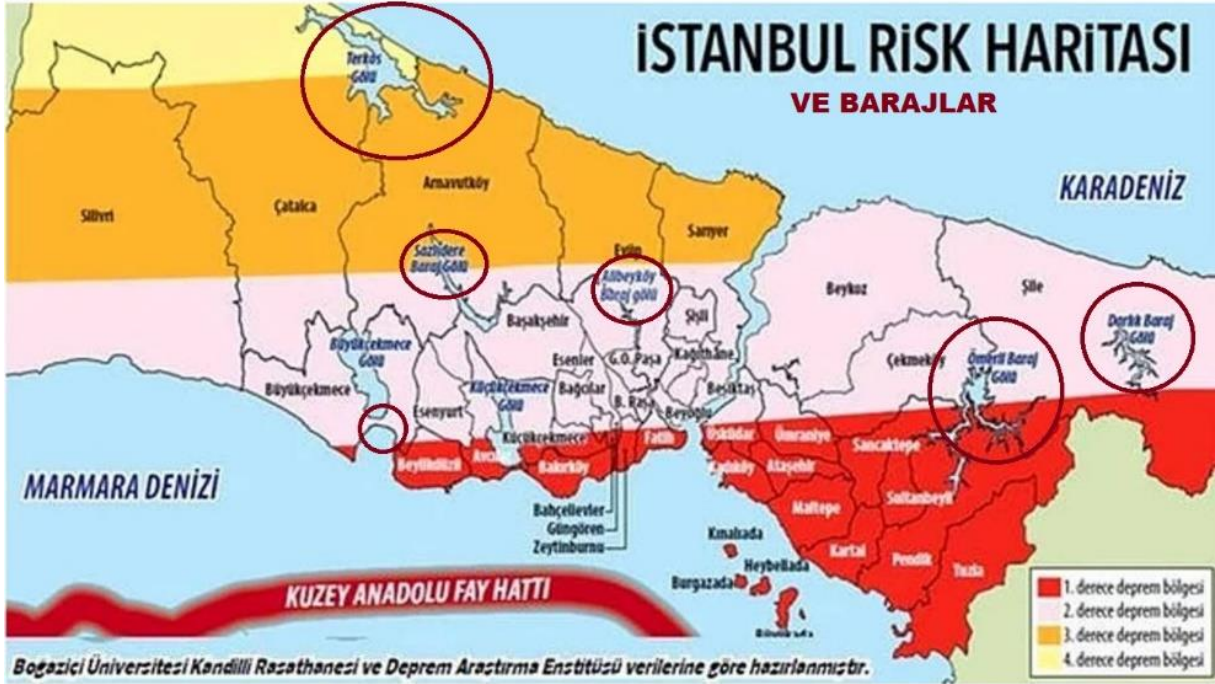 İSTANBUL RİSK HARİTASI
VE BARAJLAR
Terkos
Gölü
KARADENİZ
Silivri
Çatalca
Arnavutköy
Sazlıdere
Baraj Gölü
Eyüp
Sarıyer
Alibeyköy
Baraj gölü
Beykoz
Şile
Darlık Baraj
Gölü
Büyükçekmece
Gölü
Başakşehir
Şişli
Çekmeköy
Ömerli Baraj
Gölü
Esenler
G.O. Paşa
Kağıthane
Büyükçekmece
Esenyurt
Küçükçekmece
Gölü
Bağcılar
B. Paşa
Beyoğlu
Beşiktaş
Küçükçekmece
Fatih
Üsküdar
Ümraniye
Sancaktepe
Beylikdüzü
Bakırköy
Kadıköy
Ataşehir
Sultanbeyli
MARMARA DENİZİ
Bahçelievler
Güngören
Zeytinburnu
Maltepe
Kınalıada
Heybeliada
Burgazada
Kartal
Pendik
Tuzla
KUZEY ANADOLU FAY HATTI
1. derece deprem bölgesi
2. derece deprem bölgesi
3. derece deprem bölgesi
4. derece deprem bölgesi
Boğaziçi Üniversitesi Kandilli Rasathanesi ve Deprem Araştırma Enstitüsü verilerine göre hazırlanmıştır.